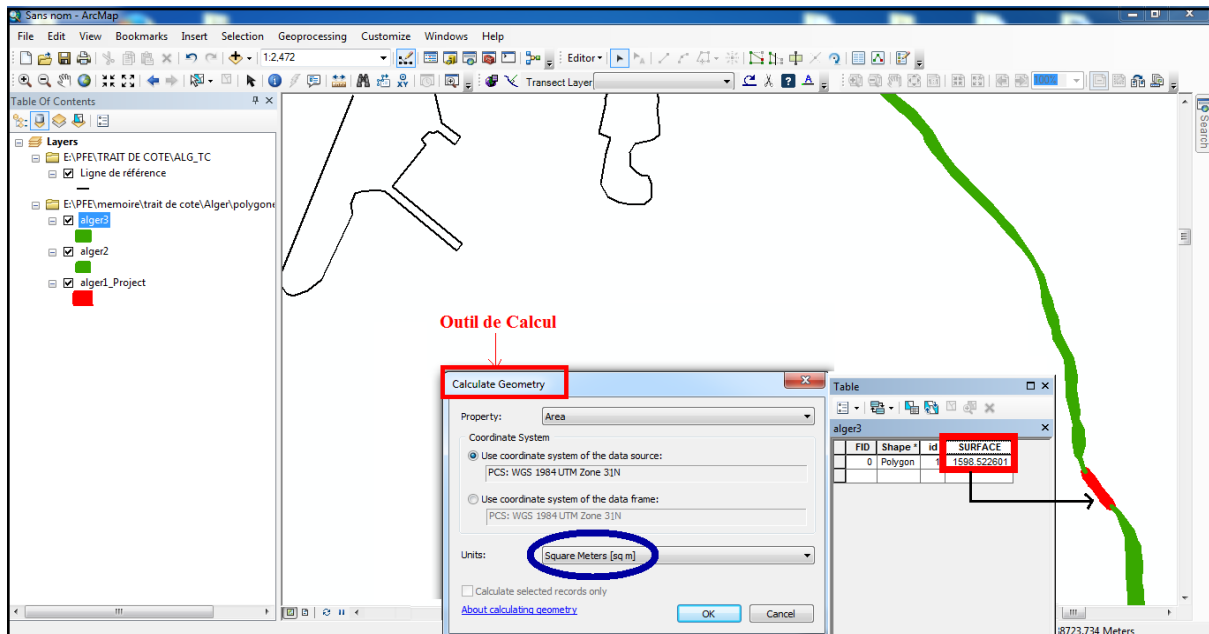 Sans nom - ArcMap
File Edit View Bookmarks Insert Selection Geoprocessing Customize Windows Help
1:2,472
Editor
Transect Layer
100%
Table Of Contents
Layers
E:\PFE\TRAIT DE COTE\ALG_TC
Ligne de référence
E:\PFE\memoire\trait de cote\Alger\polygone
alger3
alger2
alger1_Project
Search
Outil de Calcul
Calculate Geometry
Property: Area
Coordinate System
Use coordinate system of the data source:
PCS: WGS 1984 UTM Zone 31N
Use coordinate system of the data frame:
PCS: WGS 1984 UTM Zone 31N
Units: Square Meters [sq m]
Calculate selected records only
About calculating geometry
OK Cancel
Table
alger3
FID Shape * id SURFACE
0 Polygon 1 1598.522601
38723,734 Meters